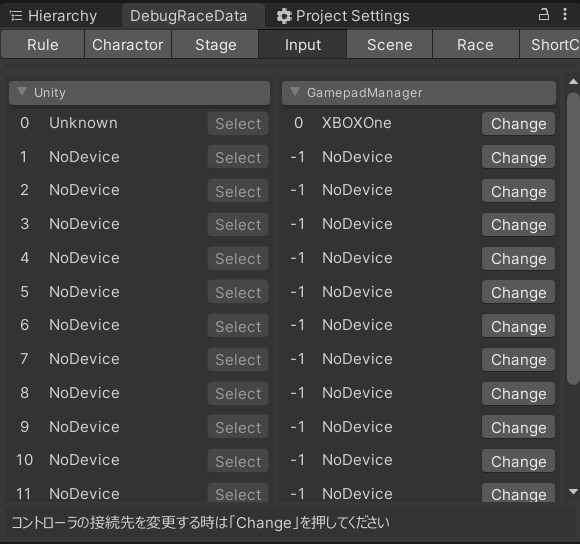 Hierarchy DebugRaceData Project Settings
Rule Charactor Stage Input Scene Race ShortC
Unity GamepadManager
0 Unknown Select 0 XBOXOne Change
1 NoDevice Select -1 NoDevice Change
2 NoDevice Select -1 NoDevice Change
3 NoDevice Select -1 NoDevice Change
4 NoDevice Select -1 NoDevice Change
5 NoDevice Select -1 NoDevice Change
6 NoDevice Select -1 NoDevice Change
7 NoDevice Select -1 NoDevice Change
8 NoDevice Select -1 NoDevice Change
9 NoDevice Select -1 NoDevice Change
10 NoDevice Select -1 NoDevice Change
11 NoDevice Select -1 NoDevice Change
コントローラの接続先を変更する時は「Change」を押してください